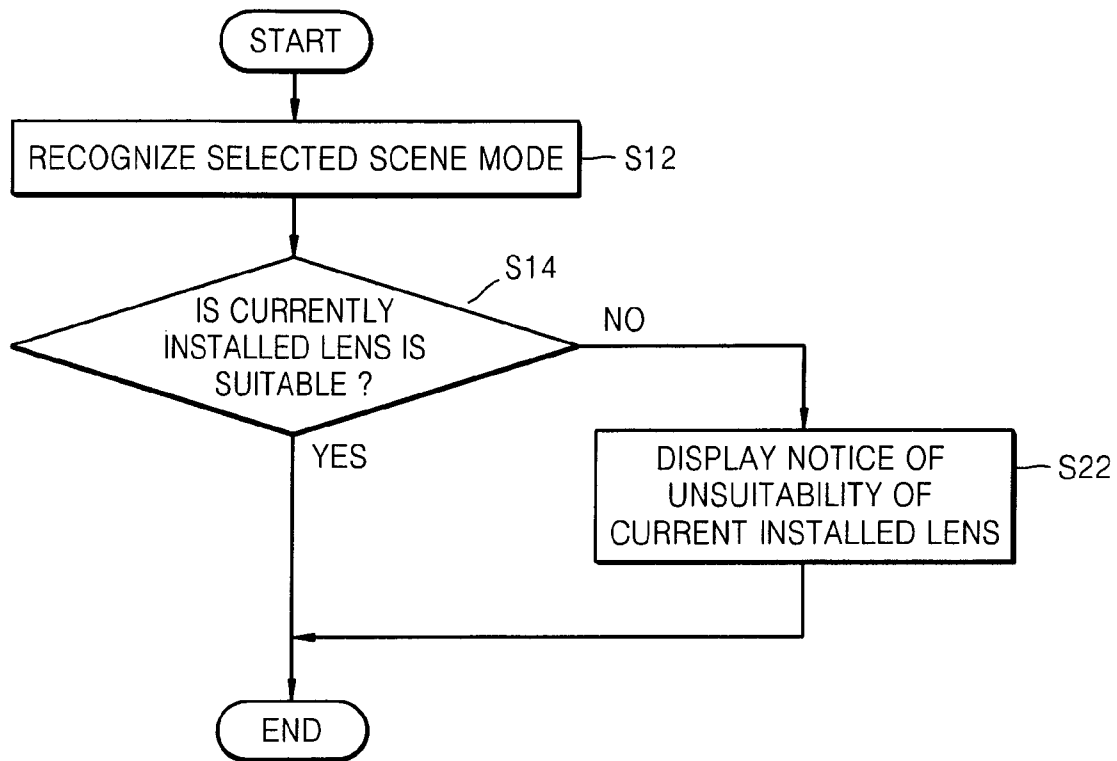 START
RECOGNIZE SELECTED SCENE MODE
S12
S14
IS CURRENTLY
INSTALLED LENS IS
SUITABLE ?
NO
YES
DISPLAY NOTICE OF
UNSUITABILITY OF
CURRENT INSTALLED LENS
S22
END